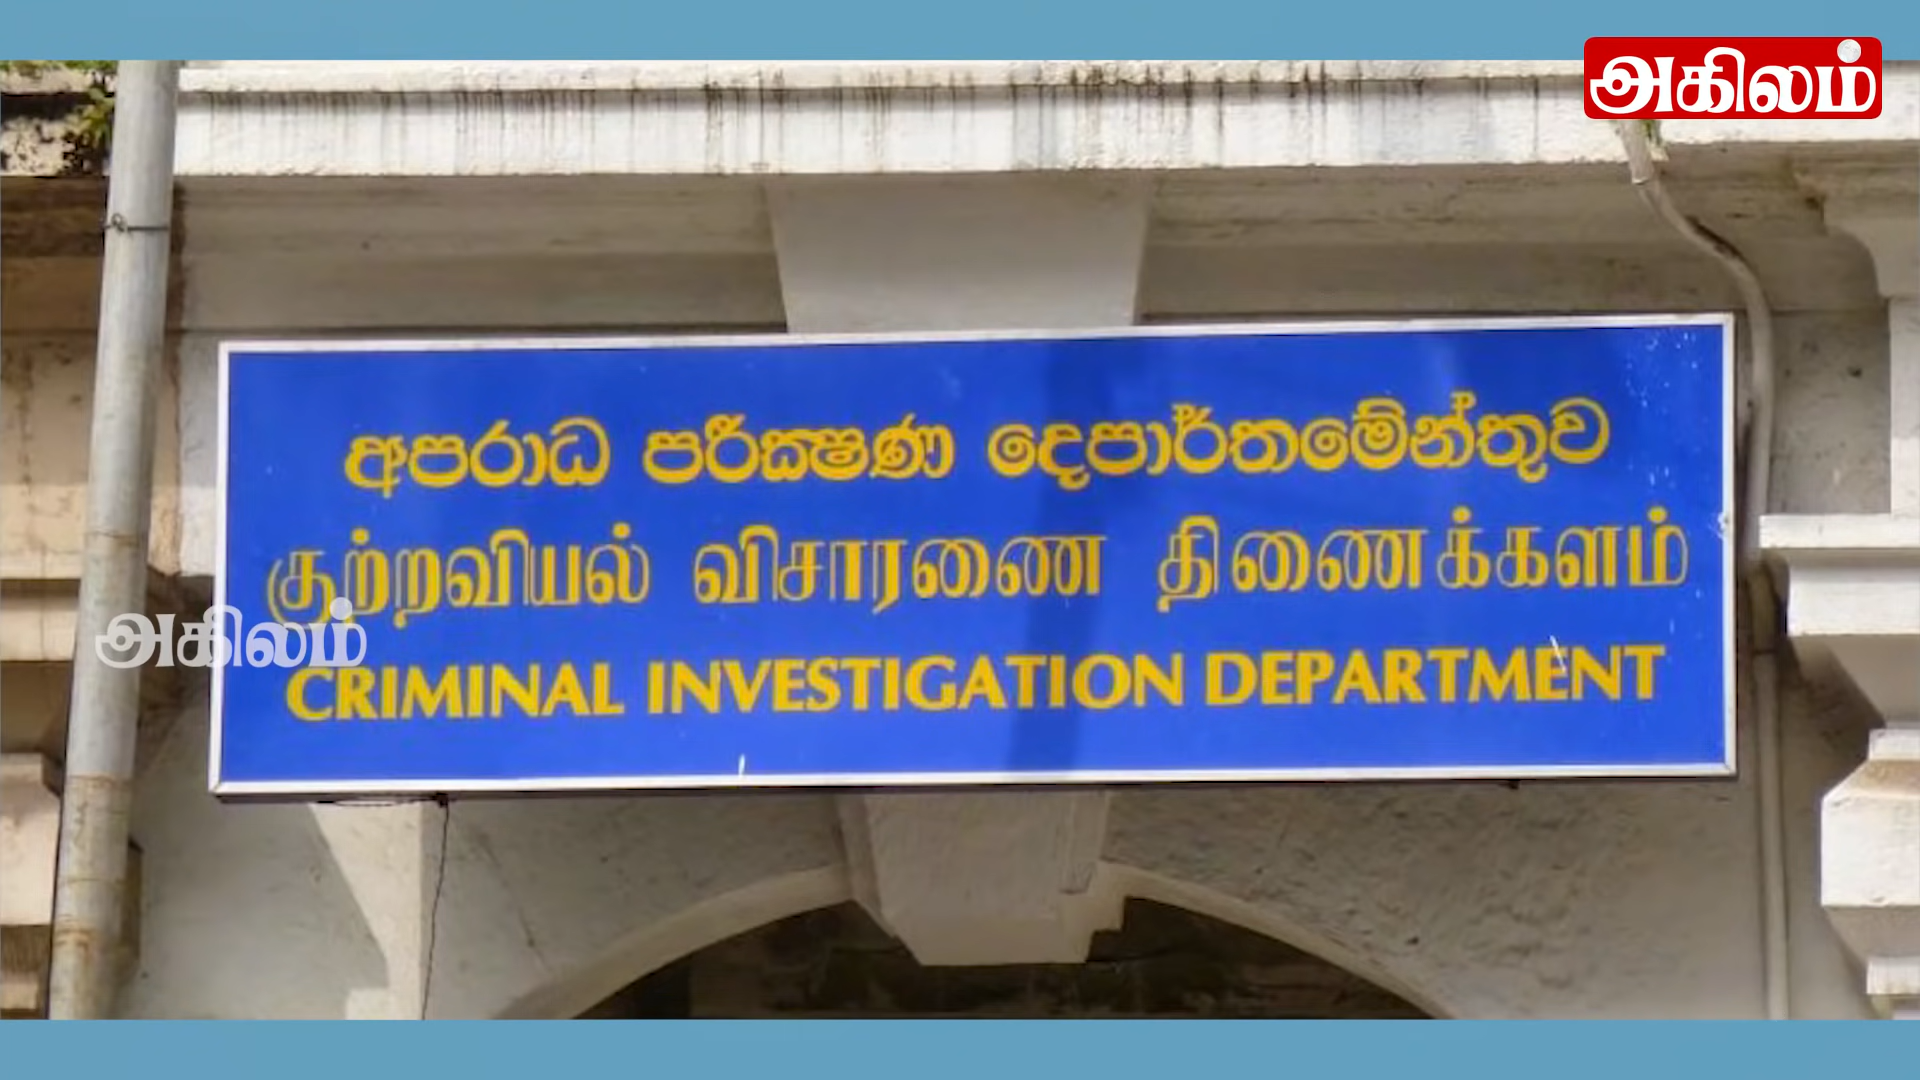 அகிலம்
අපරාධ පරීක්ෂණ දෙපාර්තමේන්තුව
குற்றவியல் விசாரணை திணைக்களம்
அகிலம்
CRIMINAL INVESTIGATION DEPARTMENT